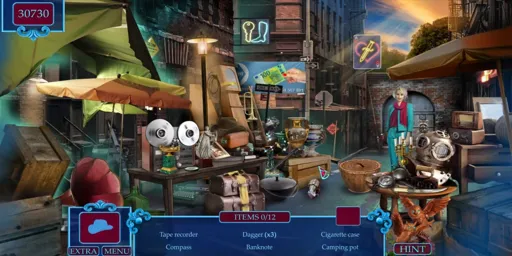 30730
ITEMS 0/12
Tape recorder Dagger (x3) Cigarette case
Compass Banknote Camping pot
EXTRA MENU HINT